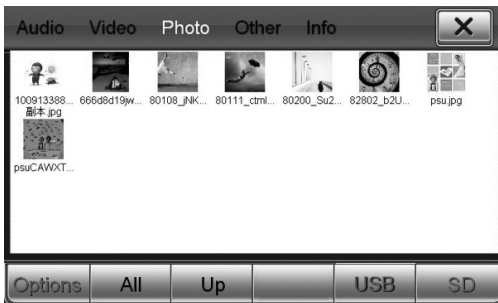 Audio Video Photo Other Info
100913388... 666d8d19jw... 80108_jNK... 80111_ctml... 80200_Su2... 82802_b2U... psu.jpg
副本.jpg
psuCAWXT...
Options All Up USB SD